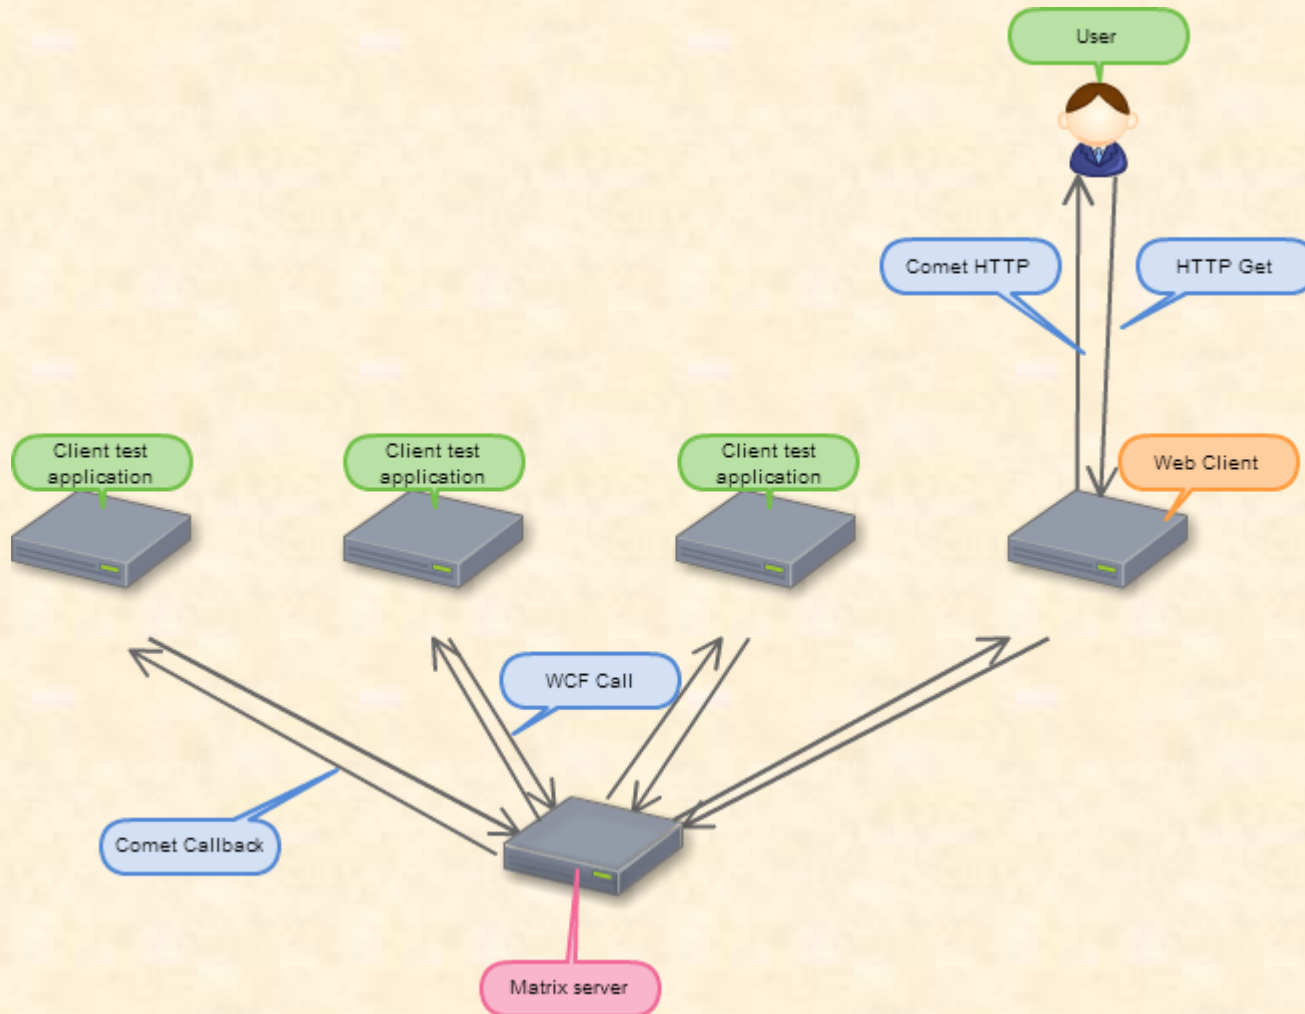 User
Comet HTTP
HTTP Get
Client test
application
Client test
application
Client test
application
Web Client
WCF Call
Comet Callback
Matrix server